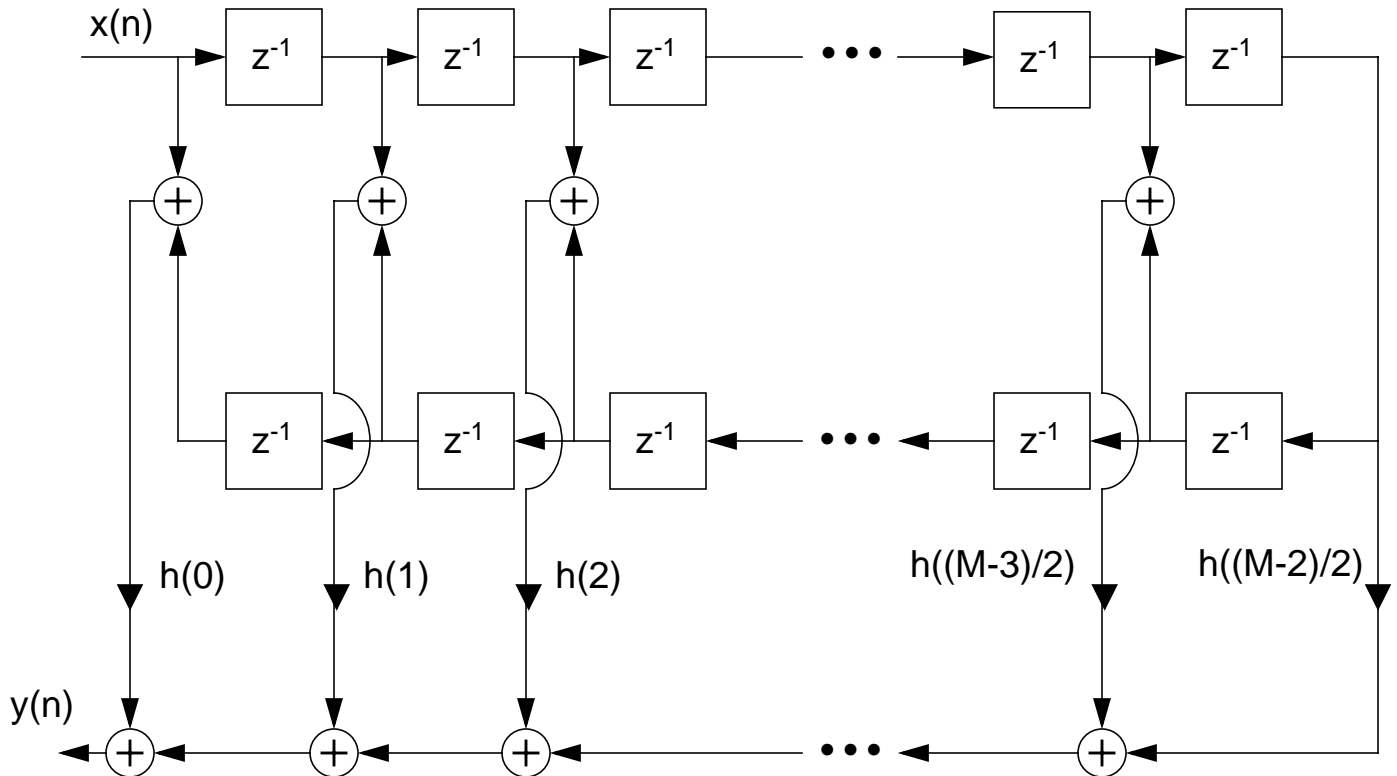 x(n)
z⁻¹ z⁻¹ z⁻¹ ••• z⁻¹ z⁻¹
+ + + +
z⁻¹ z⁻¹ z⁻¹ ••• z⁻¹ z⁻¹
h(0) h(1) h(2) h((M-3)/2) h((M-2)/2)
y(n)
+ + + ••• +